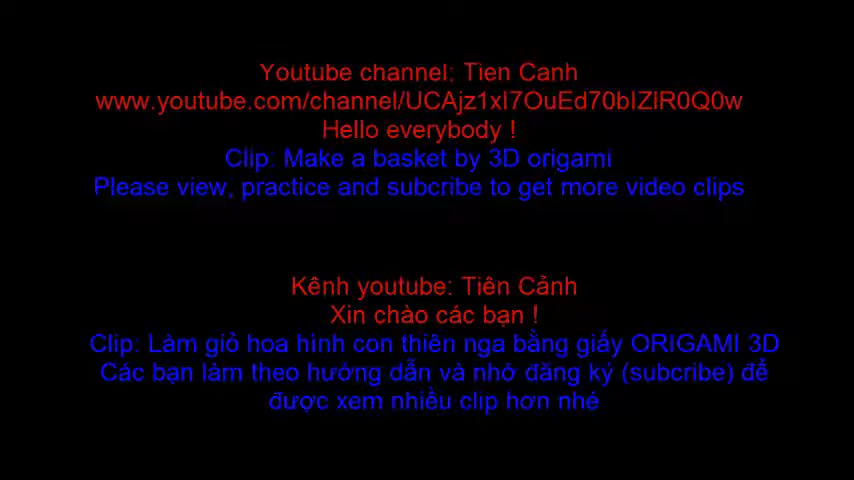 Youtube channel: Tien Canh
www.youtube.com/channel/UCAjz1xI7OuEd70bIZIR0Q0w
Hello everybody !
Clip: Make a basket by 3D origami
Please view, practice and subcribe to get more video clips
Kênh youtube: Tiên Cảnh
Xin chào các bạn !
Clip: Làm giỏ hoa hình con thiên nga bằng giấy ORIGAMI 3D
Các bạn làm theo hướng dẫn và nhớ đăng ký (subcribe) để
được xem nhiều clip hơn nhé